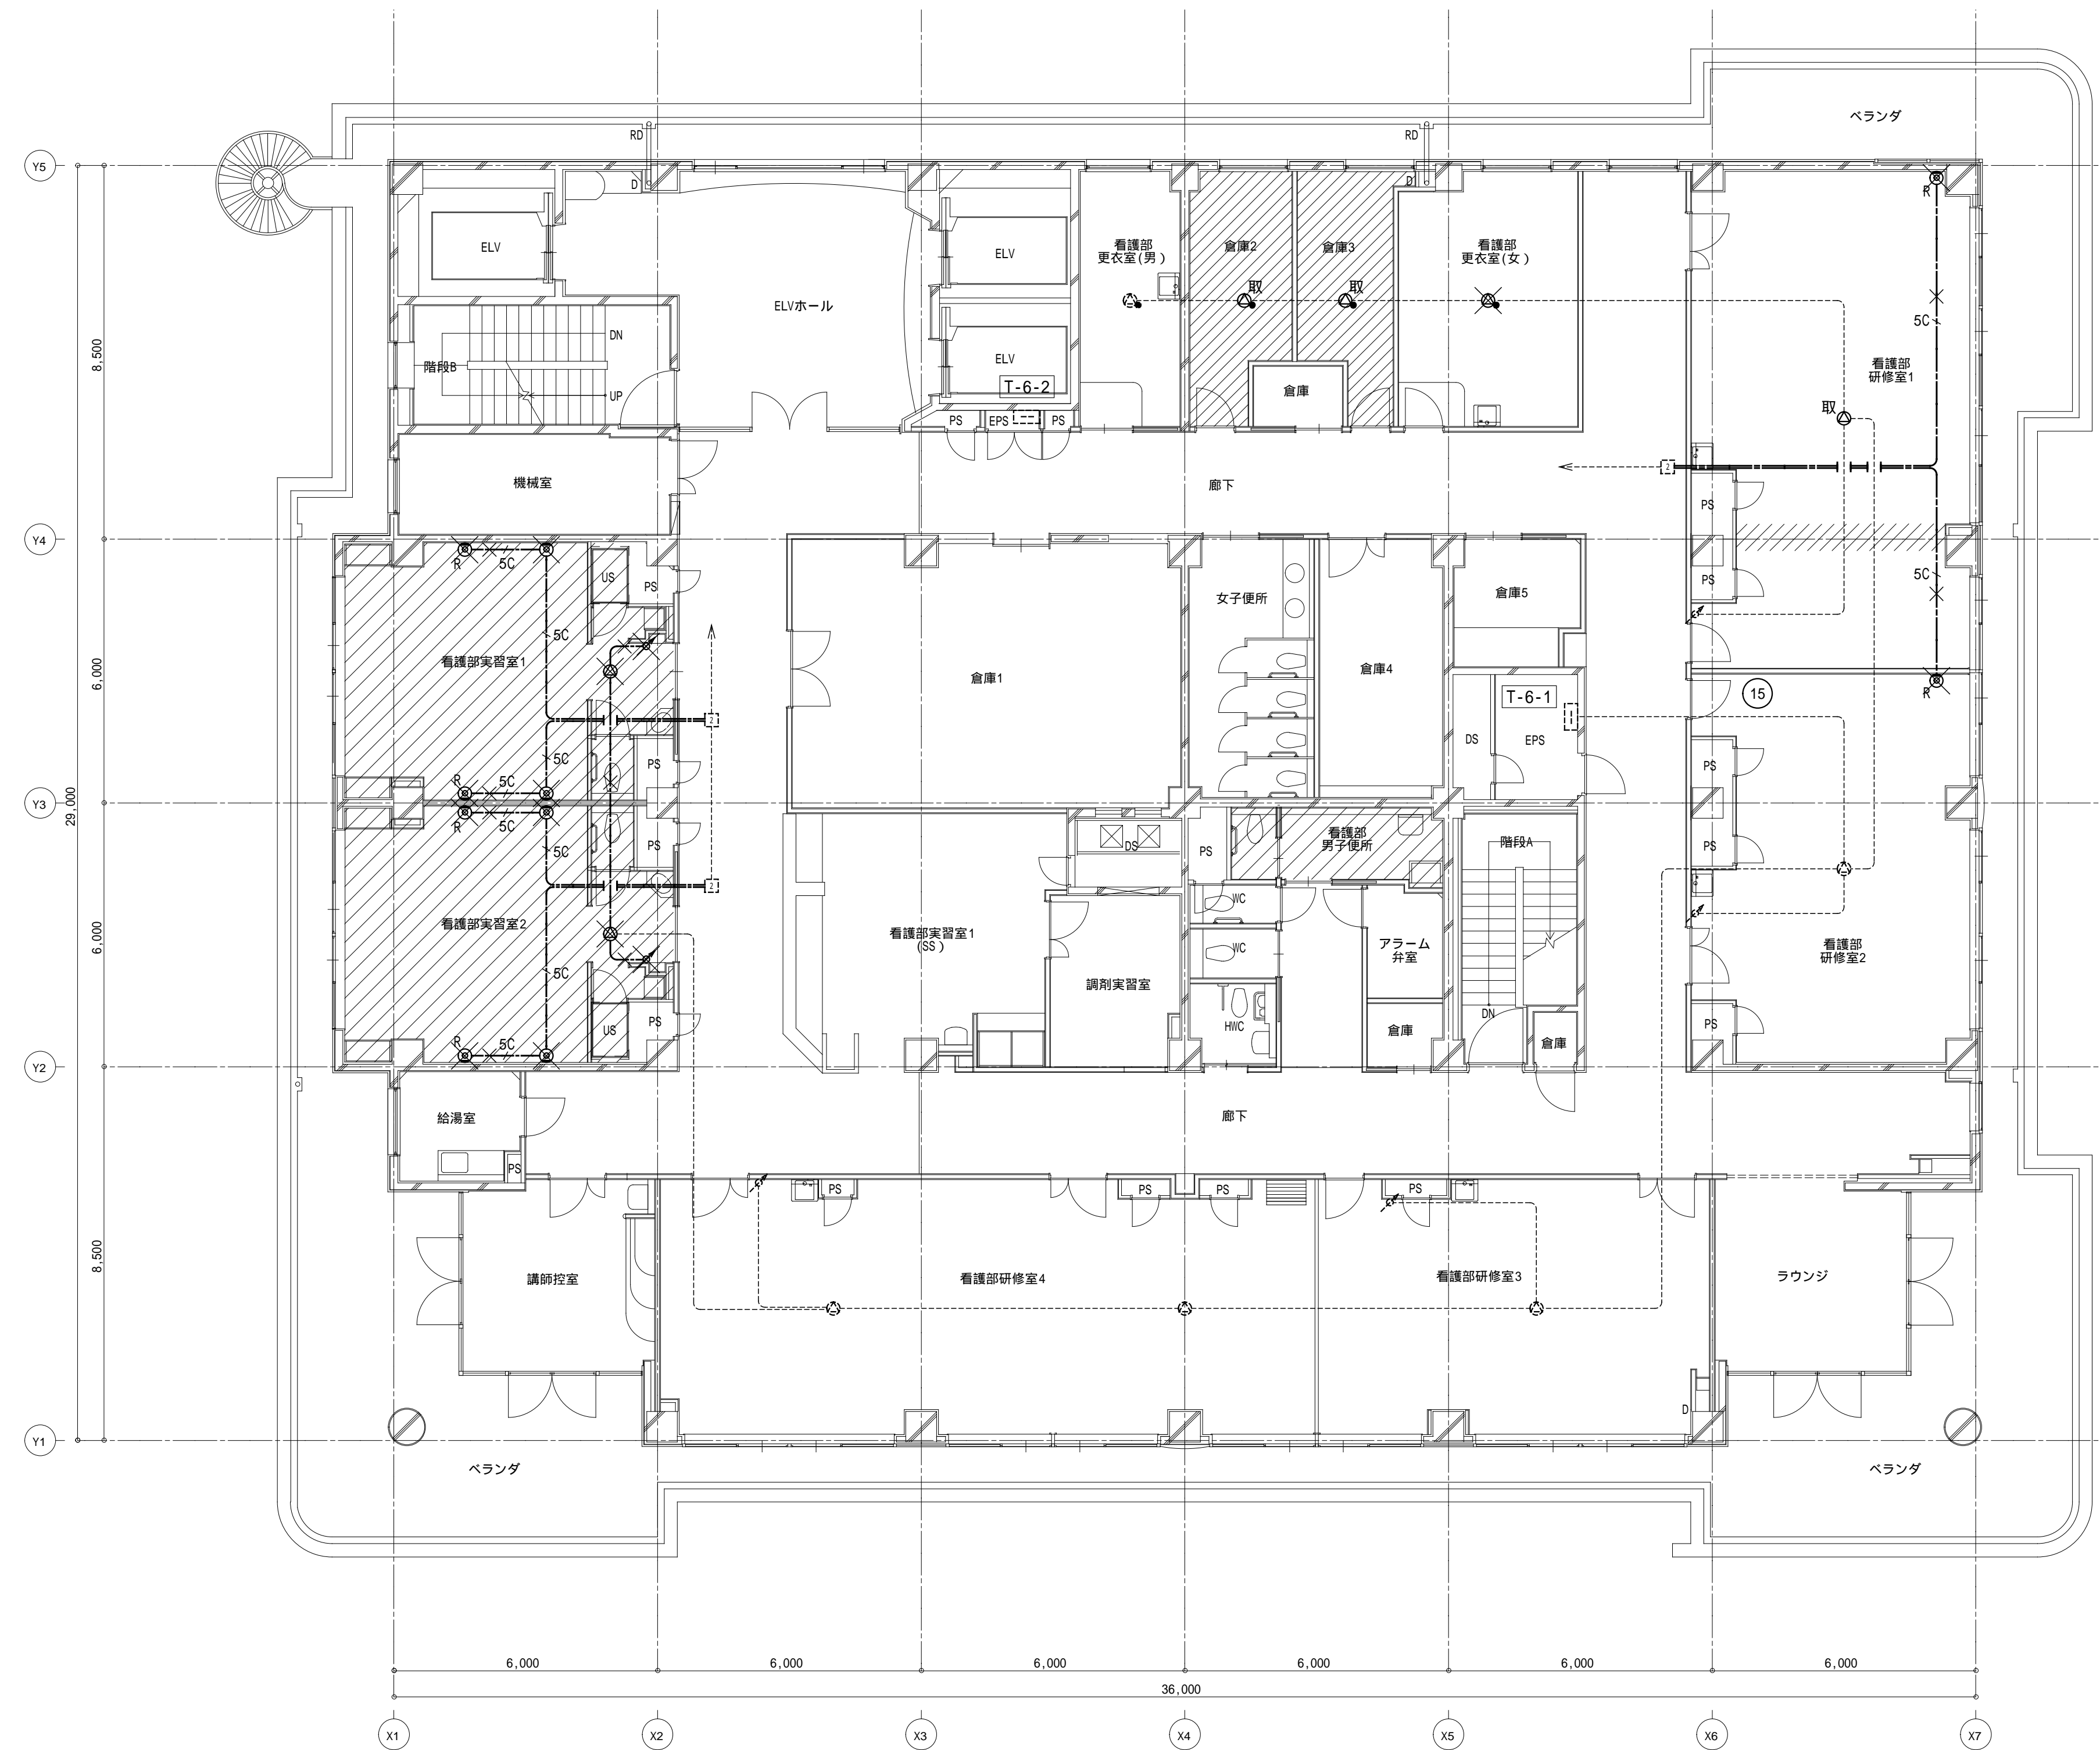 ベランダ
RD
RD
Y5
D
D
R
ELV
ELV
看護部
更衣室(男)
倉庫2
倉庫3
看護部
更衣室(女)
取
取
ELVホール
5C
DN
階段B
ELV
看護部
研修室1
T-6-2
UP
倉庫
取
PS
EPS
PS
8,500
機械室
廊下
2
PS
Y4
R
5C
US
PS
女子便所
倉庫5
5C
PS
5C
看護部実習室1
倉庫1
倉庫4
6,000
T-6-1
15
R
2
DS
EPS
5C
PS
PS
R
5C
Y3
29,000
R
5C
5C
PS
DS
PS
看護部
男子便所
階段A
PS
2
WC
看護部実習室2
看護部実習室1
(SS)
WC
アラーム
弁室
看護部
研修室2
6,000
5C
調剤実習室
US
PS
HWC
倉庫
DN
倉庫
PS
R
5C
Y2
給湯室
廊下
PS
PS
PS
PS
PS
8,500
講師控室
看護部研修室4
看護部研修室3
ラウンジ
D
Y1
ベランダ
ベランダ
6,000
6,000
6,000
6,000
6,000
6,000
36,000
X1
X2
X3
X4
X5
X6
X7